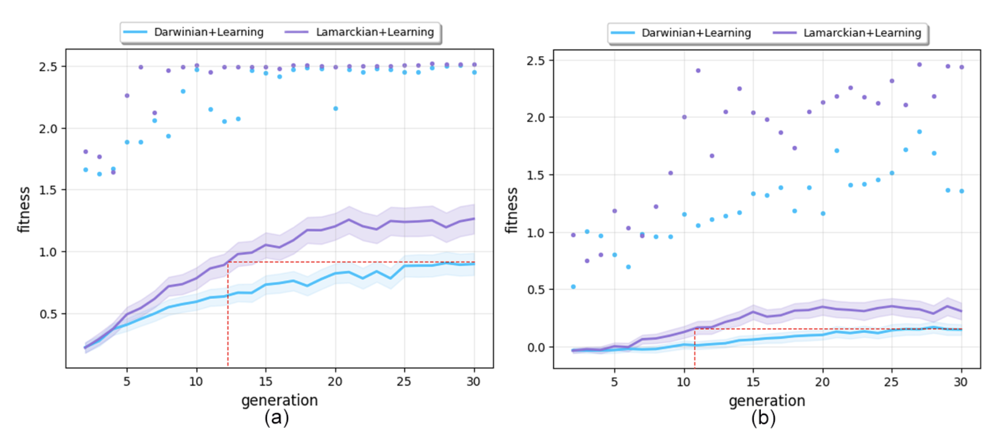 Darwinian+Learning
Lamarckian+Learning
2.5
2.0
1.5
1.0
0.5
fitness
5
10
15
20
25
30
generation
(a)
Darwinian+Learning
Lamarckian+Learning
2.5
2.0
1.5
1.0
0.5
0.0
fitness
5
10
15
20
25
30
generation
(b)